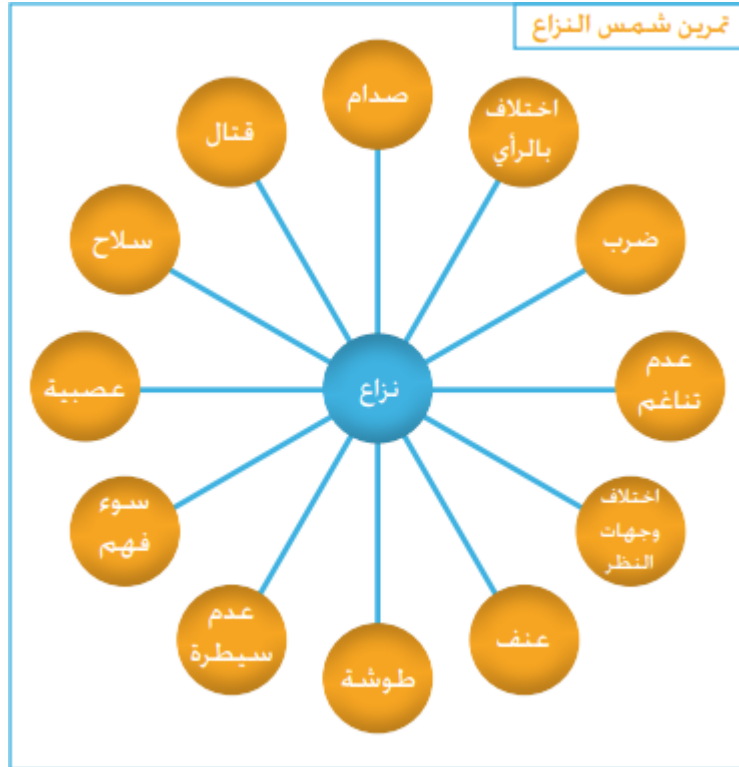 تمرين شمس النزاع
صدام
اختلاف
بالرأي
ضرب
عدم
تناغم
اختلاف
وجهات
النظر
عنف
طوشة
عدم
سيطرة
سوء
فهم
عصبية
سلاح
قتال
نزاع